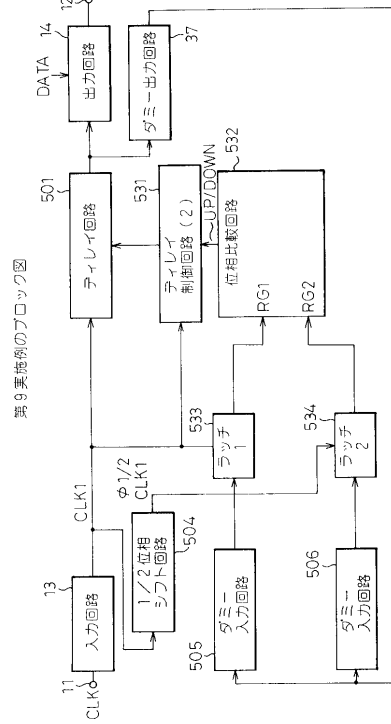 第9実施例のブロック図
11
CLK
13
入力回路
CLK1
501
ディレイ回路
DATA
14
出力回路
12
37
ダミー出力回路
φ1/2
CLK1
504
1/2位相
シフト回路
531
ディレイ
制御回路(2)
UP/DOWN
532
位相比較回路
RG1
RG2
533
ラッチ
1
534
ラッチ
2
505
ダミー
入力回路
506
ダミー
入力回路